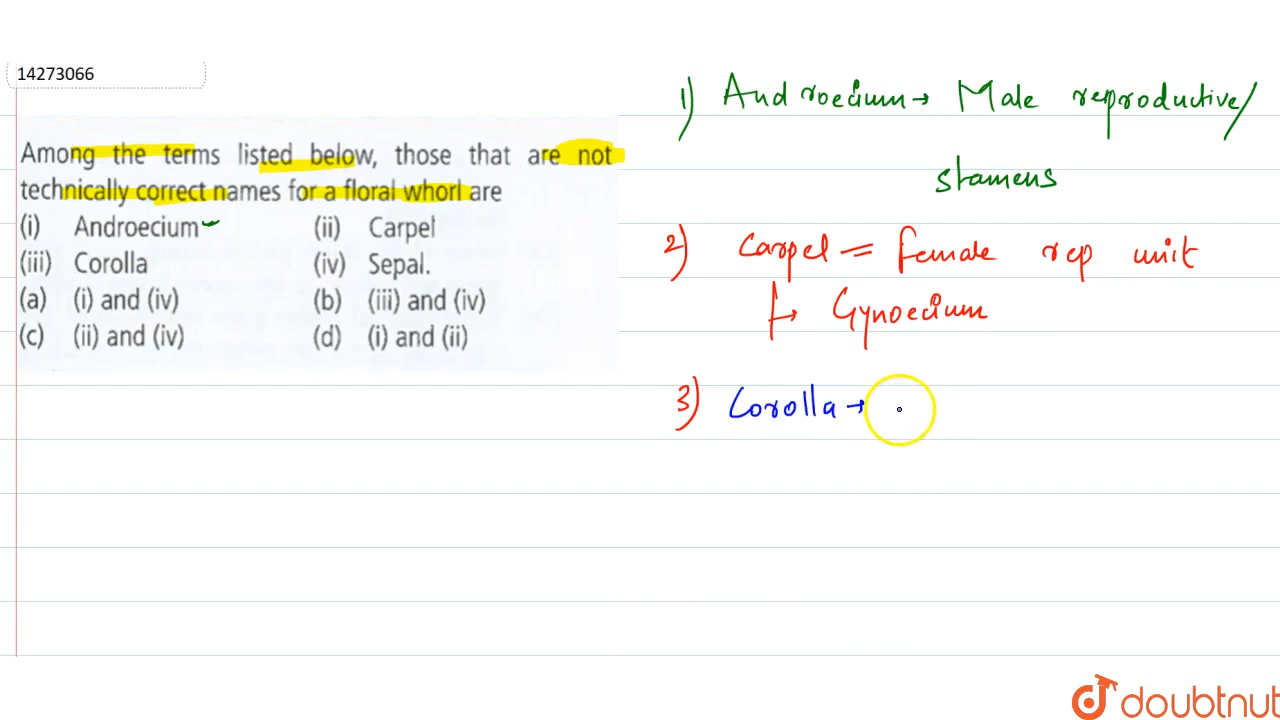 14273066
Among the terms listed below, those that are not
technically correct names for a floral whorl are
(i) Androecium (ii) Carpel
(iii) Corolla (iv) Sepal.
(a) (i) and (iv) (b) (iii) and (iv)
(c) (ii) and (iv) (d) (i) and (ii)
1) Androecium → Male reproductive/
stamens
2) Carpel = female rep unit
↳ Gynoecium
3) Corolla →
doubtnut